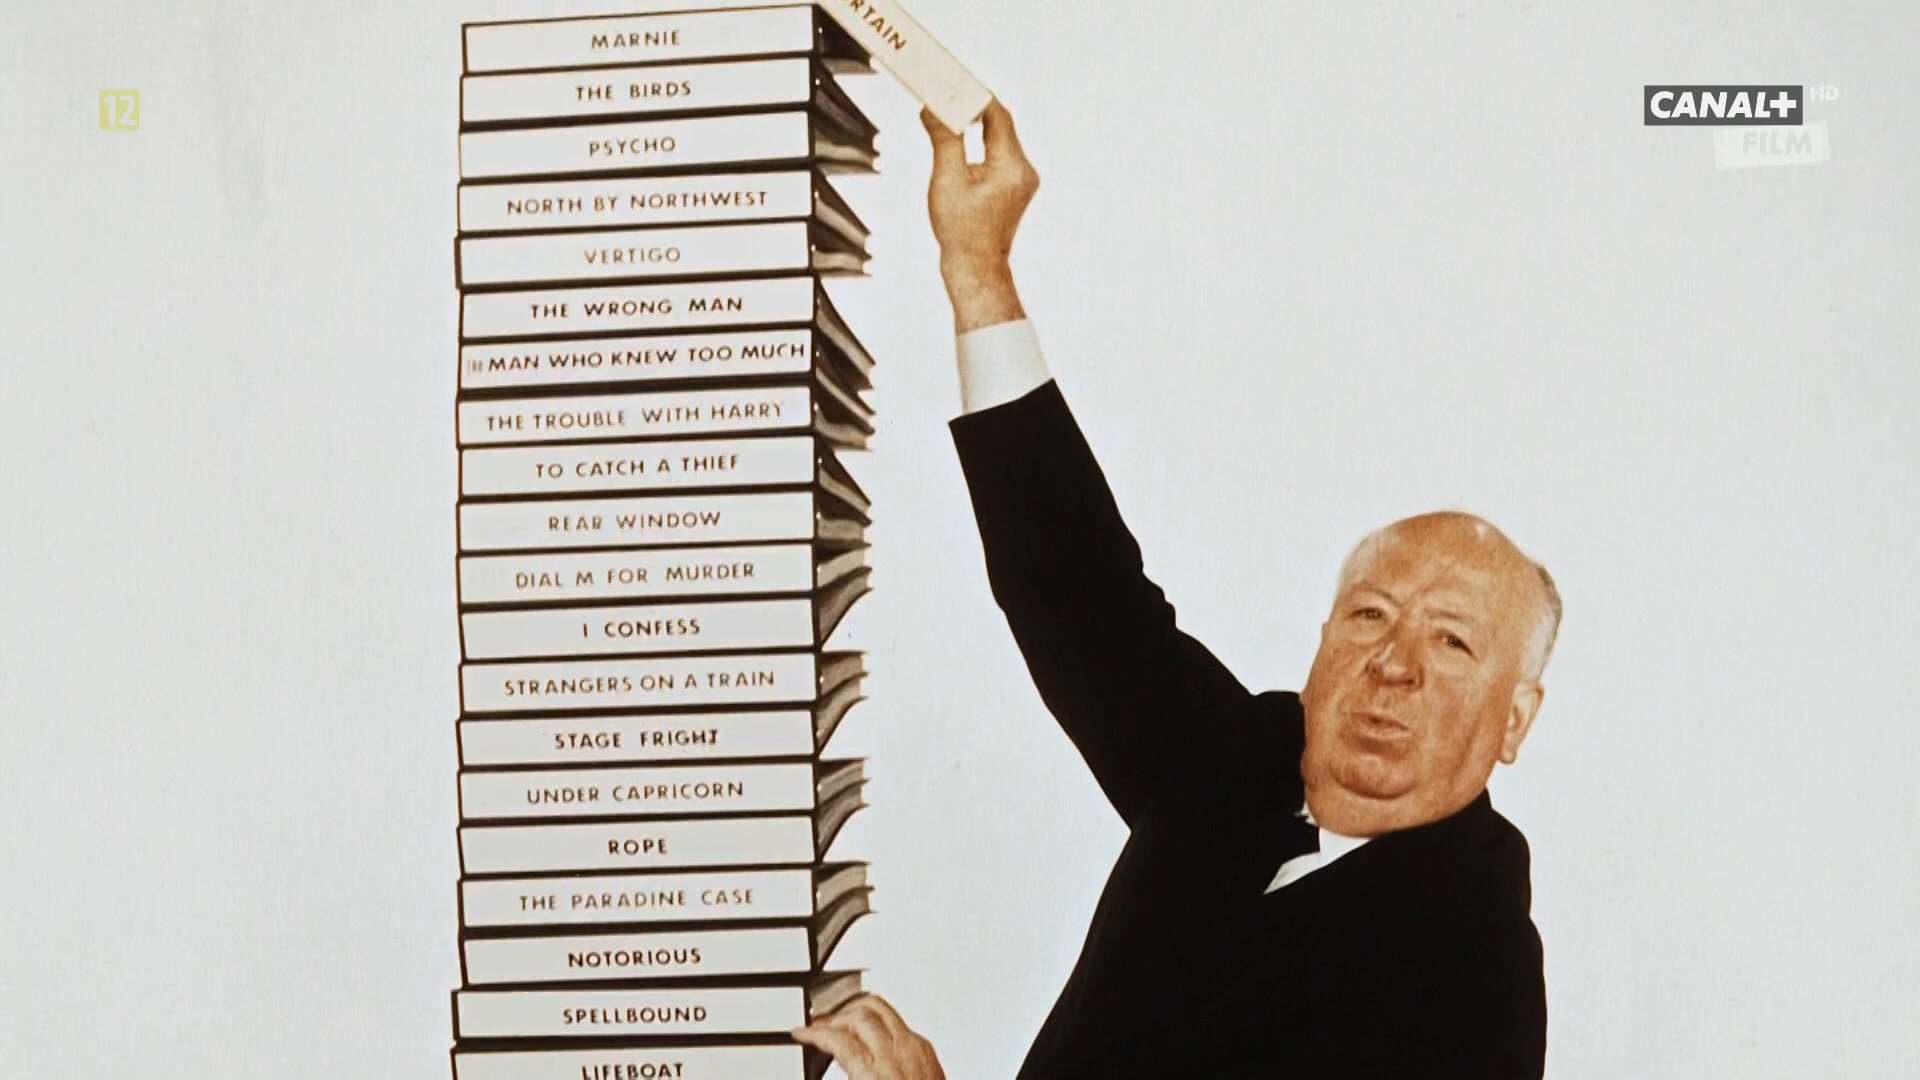 RTAIN
MARNIE
THE BIRDS
12
CANAL+ HD
FILM
PSYCHO
NORTH BY NORTHWEST
VERTIGO
THE WRONG MAN
MAN WHO KNEW TOO MUCH
THE TROUBLE WITH HARRY
TO CATCH A THIEF
REAR WINDOW
DIAL M FOR MURDER
I CONFESS
STRANGERS ON A TRAIN
STAGE FRIGHT
UNDER CAPRICORN
ROPE
THE PARADINE CASE
NOTORIOUS
SPELLBOUND
LIFEBOAT